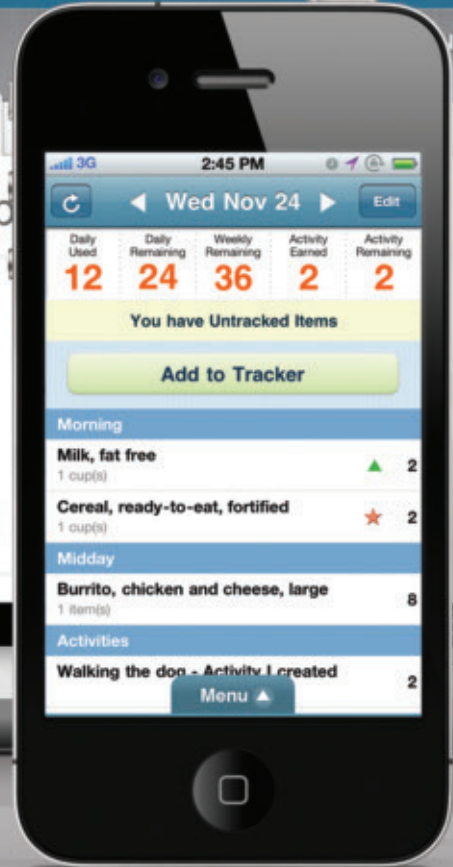 3G 2:45 PM
Wed Nov 24 Edit
Daily Used Daily Remaining Weekly Remaining Activity Earned Activity Remaining
12 24 36 2 2
You have Untracked Items
Add to Tracker
Morning
Milk, fat free 2
1 cup(s)
Cereal, ready-to-eat, fortified 2
1 cup(s)
Midday
Burrito, chicken and cheese, large 8
1 item(s)
Activities
Walking the dog - Activity I created 2
Menu